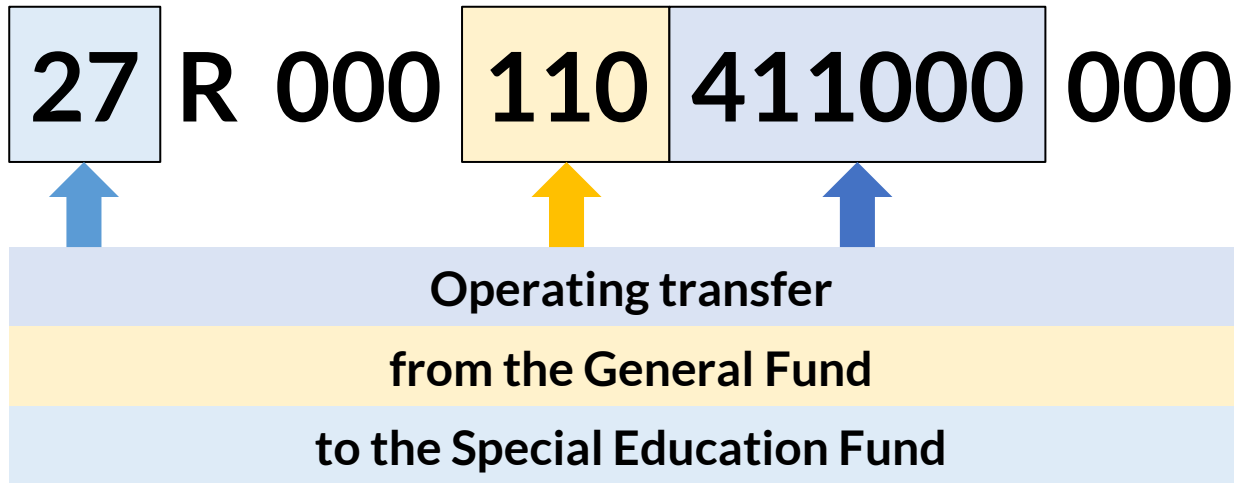 27 R 000 110 411000 000
Operating transfer
from the General Fund
to the Special Education Fund